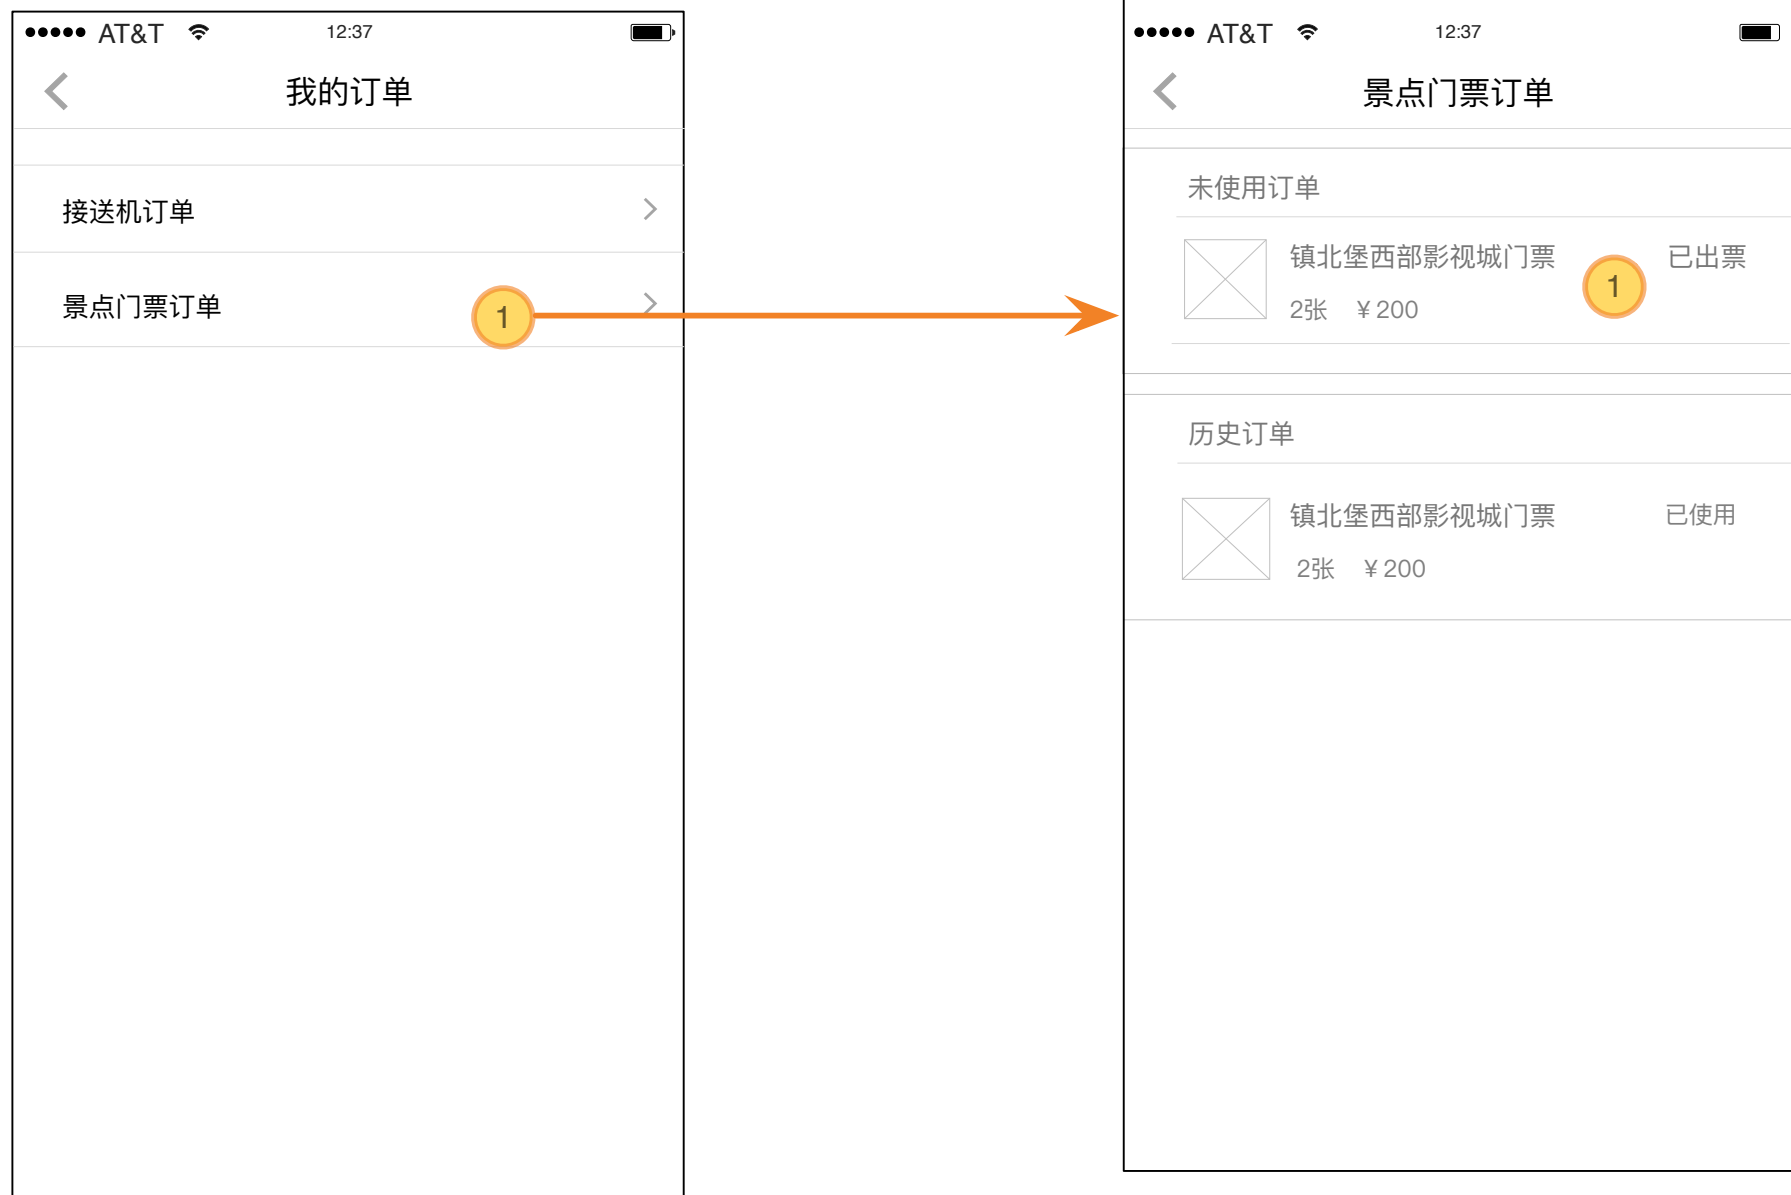 AT&T 12:37
我的订单
接送机订单
景点门票订单
1
AT&T 12:37
景点门票订单
未使用订单
镇北堡西部影视城门票 已出票
1
2张 ¥200
历史订单
镇北堡西部影视城门票 已使用
2张 ¥200